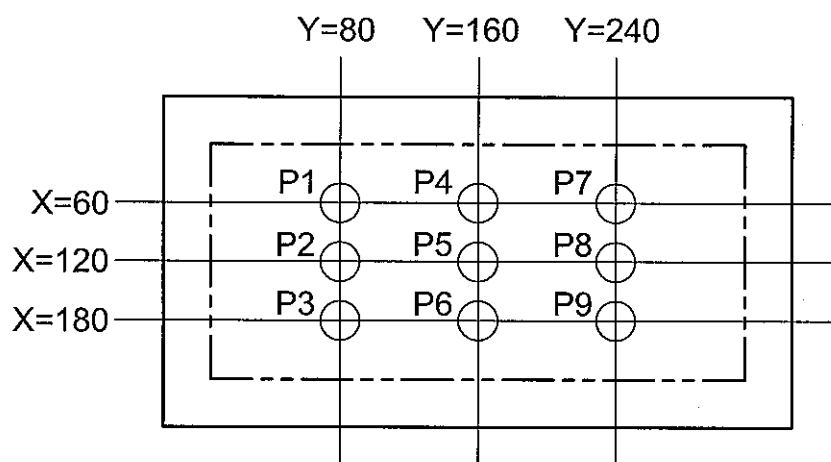 Y=80 Y=160 Y=240
P1 P4 P7
X=60
P2 P5 P8
X=120
P3 P6 P9
X=180